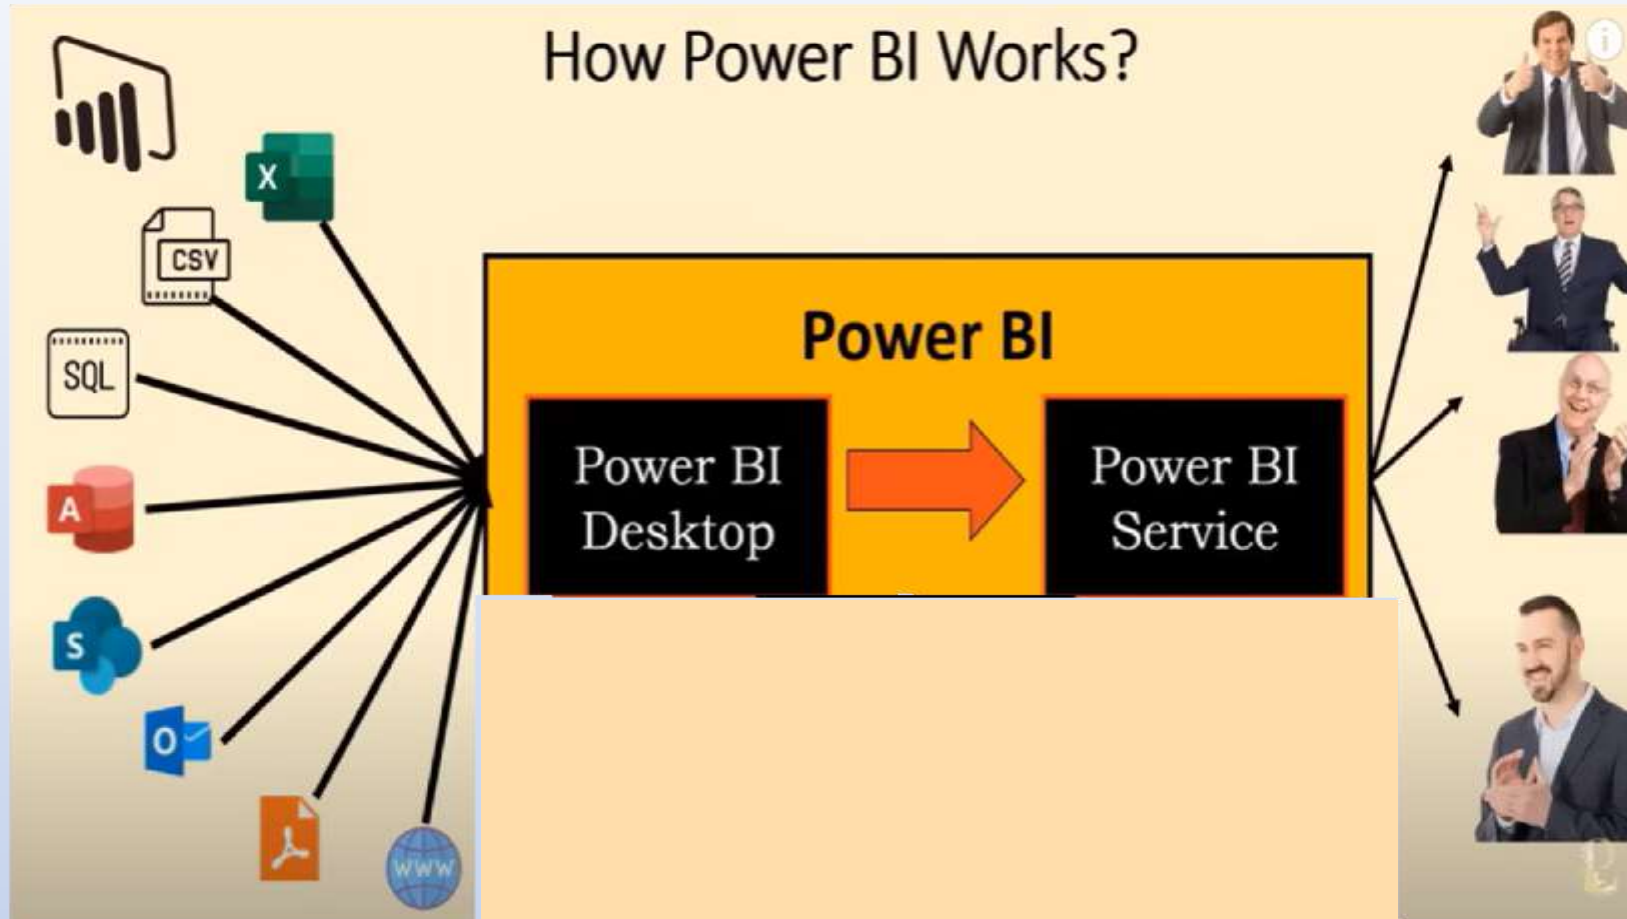 How Power BI Works?
X
CSV
SQL
A
S
O
WWW
Power BI
Power BI
Desktop
Power BI
Service
i